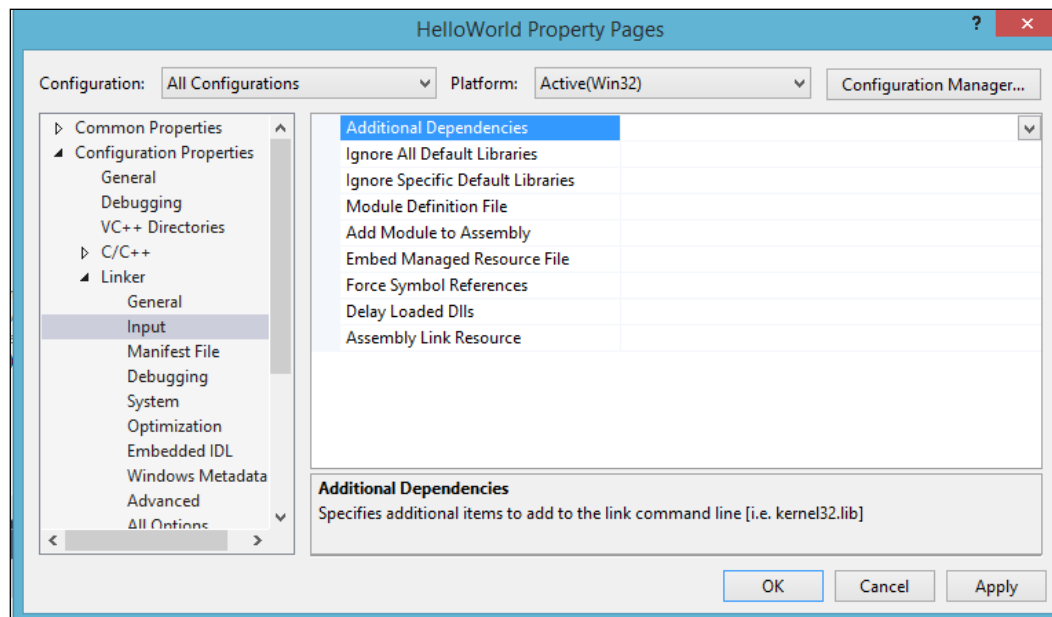 HelloWorld Property Pages
?
Configuration: All Configurations Platform: Active(Win32) Configuration Manager...
Common Properties
Configuration Properties
General
Debugging
VC++ Directories
C/C++
Linker
General
Input
Manifest File
Debugging
System
Optimization
Embedded IDL
Windows Metadata
Advanced
All Options
Additional Dependencies
Ignore All Default Libraries
Ignore Specific Default Libraries
Module Definition File
Add Module to Assembly
Embed Managed Resource File
Force Symbol References
Delay Loaded Dlls
Assembly Link Resource
Additional Dependencies
Specifies additional items to add to the link command line [i.e. kernel32.lib]
OK Cancel Apply